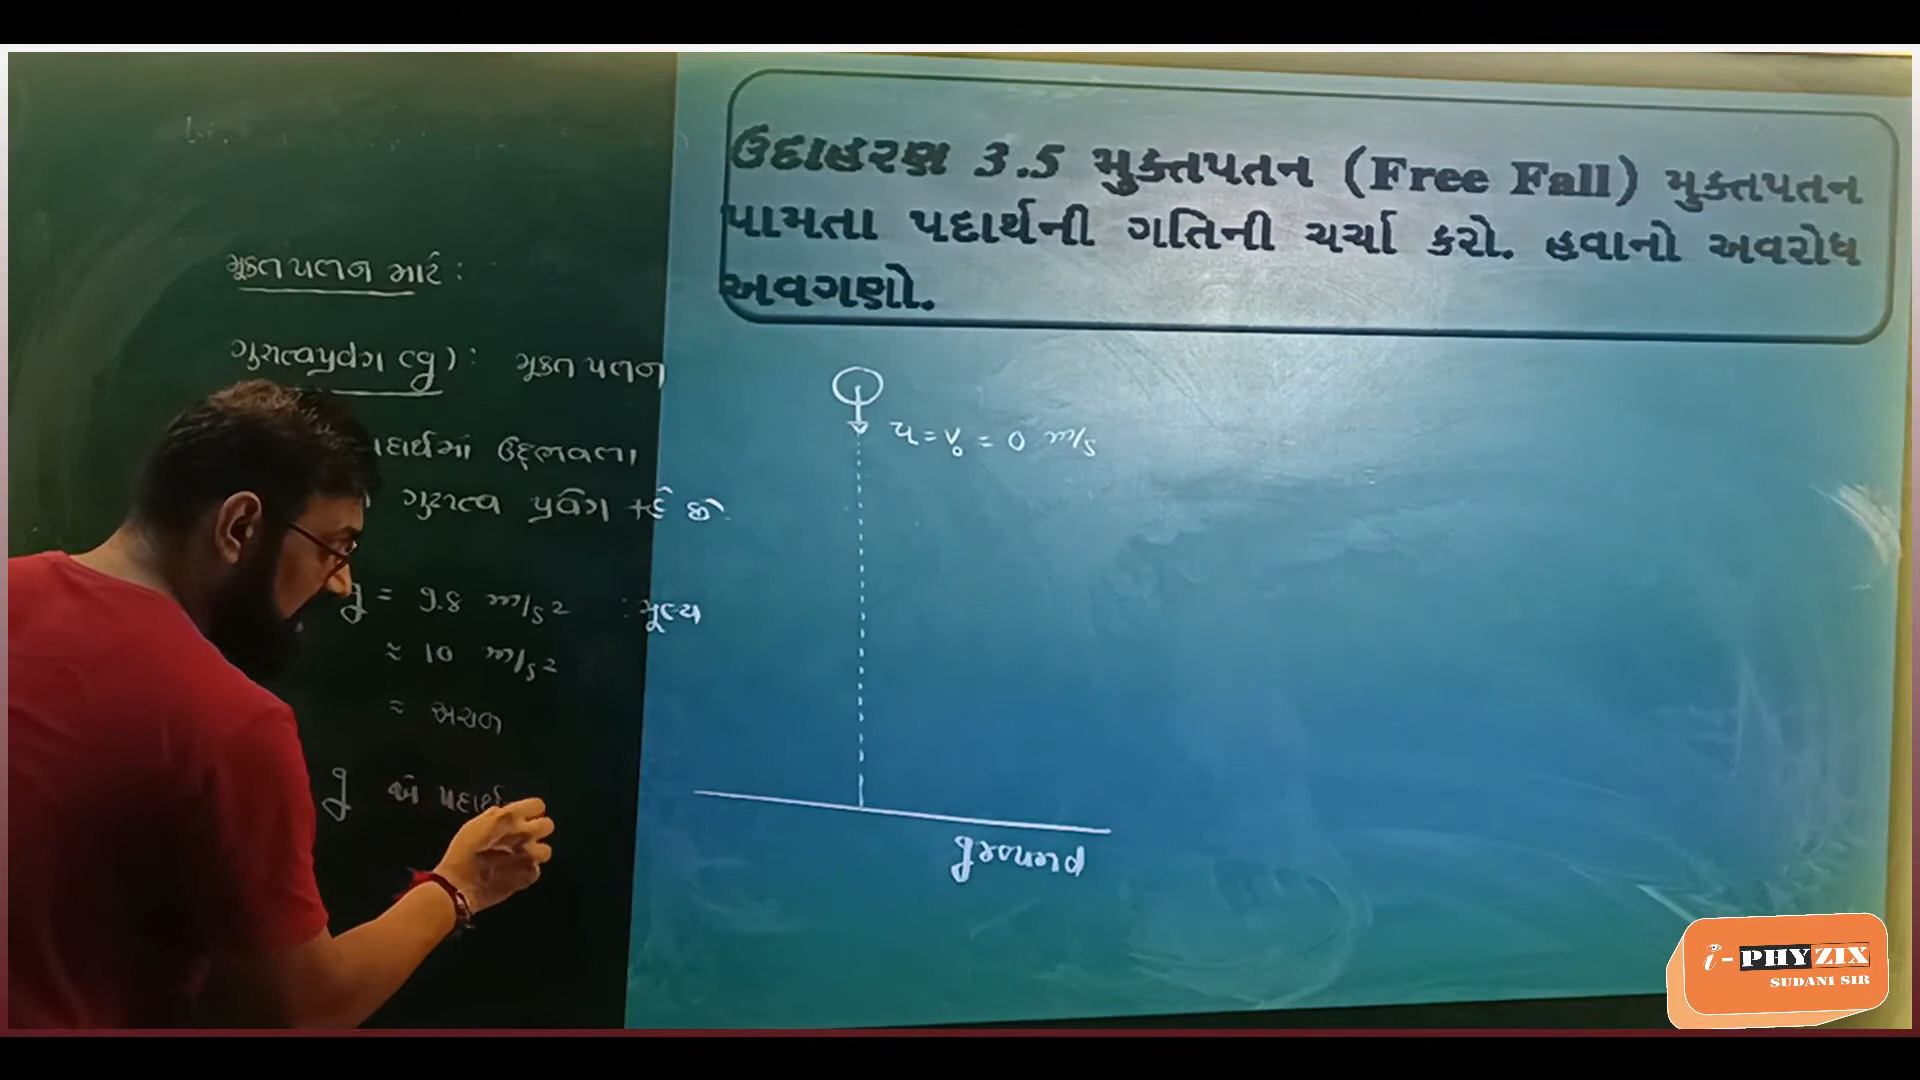 ઉદાહરણ 3.5 મુક્તપતન (Free Fall) મુક્તપતન
પામતા પદાર્થની ગતિની ચર્ચા કરો. હવાનો અવરોધ
અવગણો.
મુક્ત પતન માટે :
ગુરુત્વપ્રવેગ (g) : મુક્ત પતન
પદાર્થમાં ઉદ્ભવતા
ગુરુત્વ પ્રવેગ
g = 9.8 m/s² : મૂલ્ય
≈ 10 m/s²
= અચળ
g એ પદાર્થ
u = v₀ = 0 m/s
ground
i-PHYZIX
SUDANI SIR